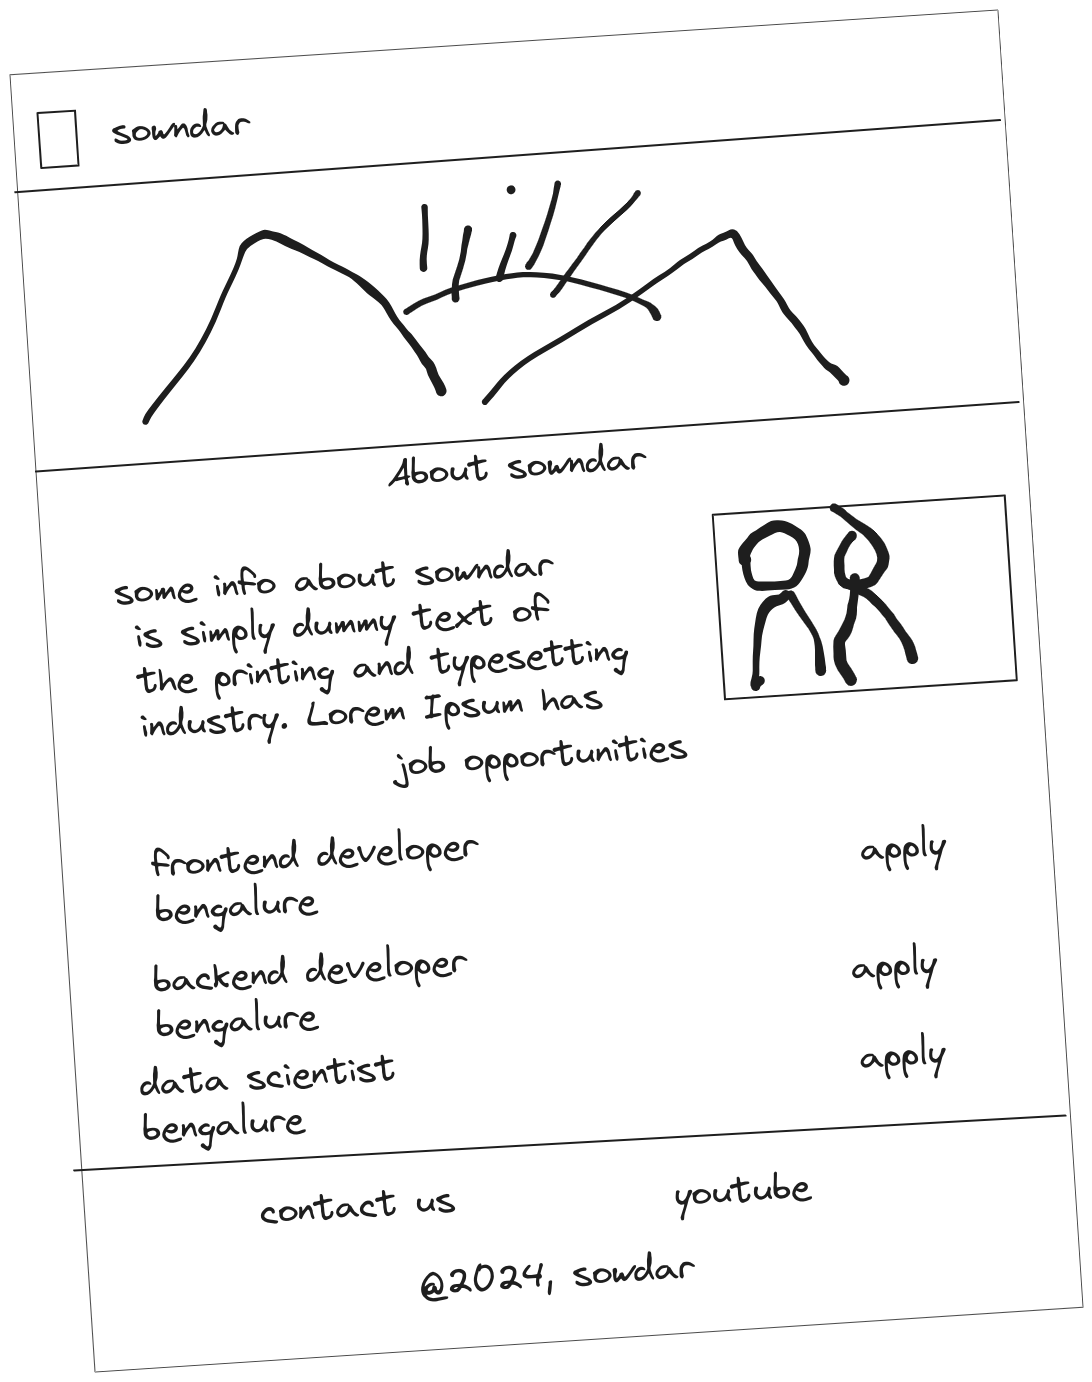 sowndar
About sowndar
some info about sowndar
is simply dummy text of
the printing and typesetting
industry. Lorem Ipsum has
job opportunities
frontend developer apply
bengalure
backend developer apply
bengalure
data scientist apply
bengalure
contact us youtube
@2024, sowdar